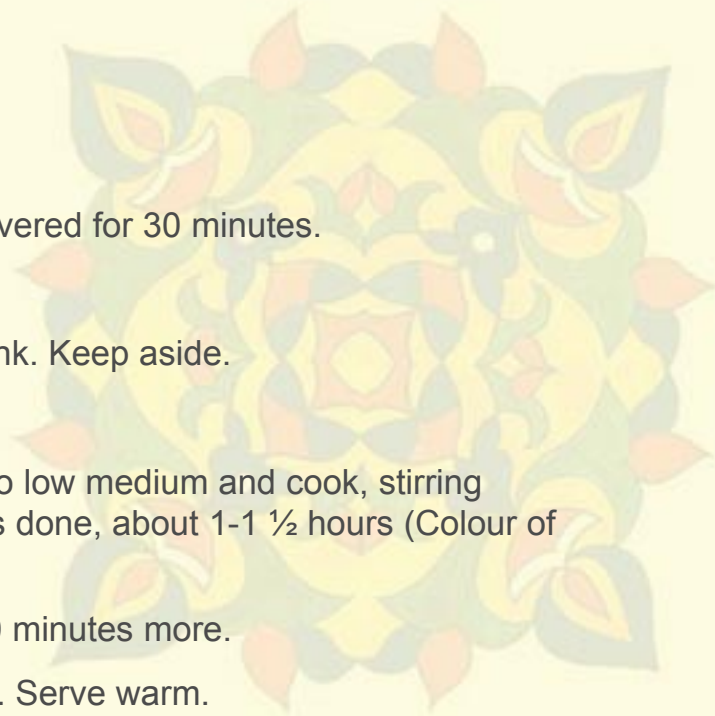 vered for 30 minutes.
nk. Keep aside.
o low medium and cook, stirring
s done, about 1-1 ½ hours (Colour of
0 minutes more.
. Serve warm.